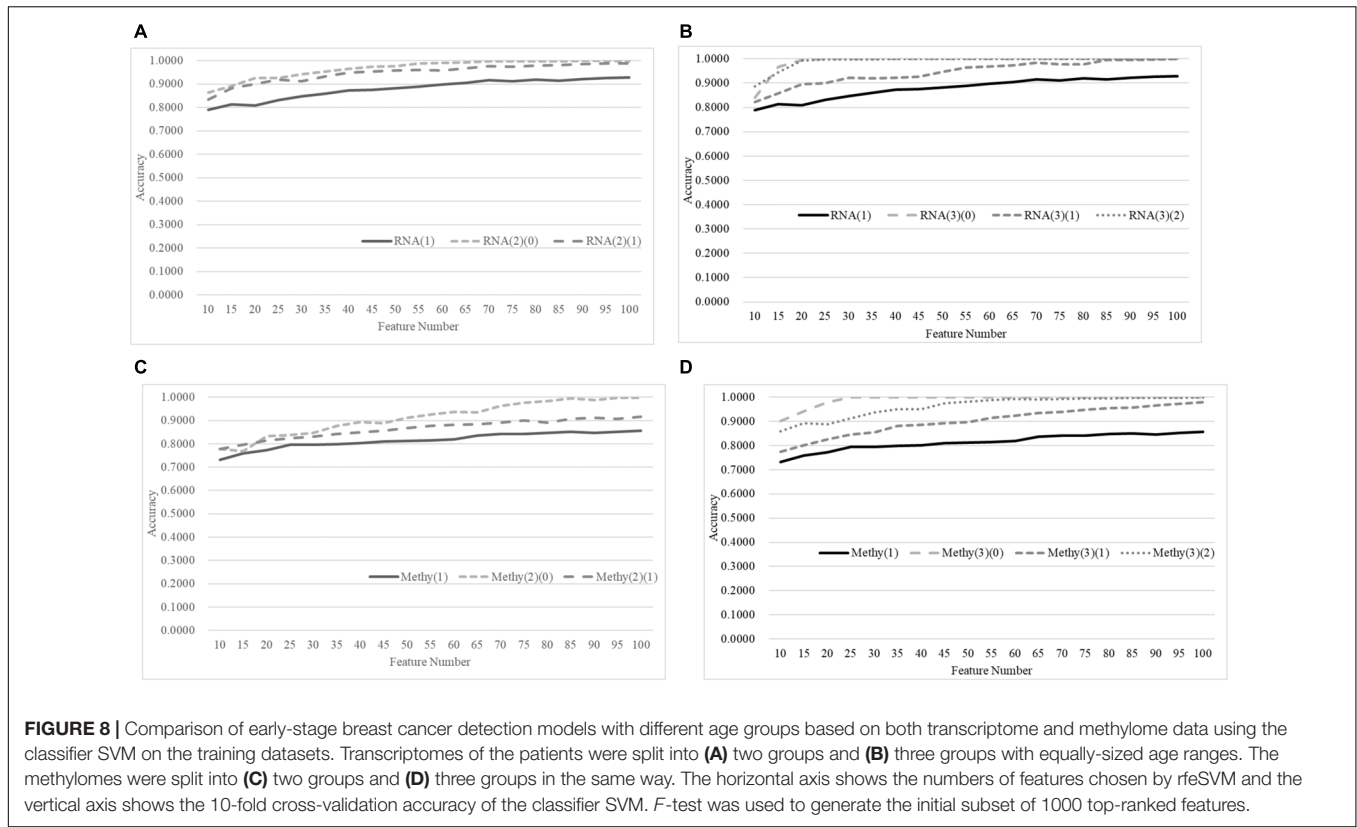 A
1.0000
0.9000
0.8000
0.7000
0.6000
0.5000
0.4000
0.3000
0.2000
0.1000
0.0000
Accuracy
RNA(1) RNA(2)(0) RNA(2)(1)
10 15 20 25 30 35 40 45 50 55 60 65 70 75 80 85 90 95 100
Feature Number
B
1.0000
0.9000
0.8000
0.7000
0.6000
0.5000
0.4000
0.3000
0.2000
0.1000
0.0000
Accuracy
RNA(1) RNA(3)(0) RNA(3)(1) RNA(3)(2)
10 15 20 25 30 35 40 45 50 55 60 65 70 75 80 85 90 95 100
Feature Number
C
1.0000
0.9000
0.8000
0.7000
0.6000
0.5000
0.4000
0.3000
0.2000
0.1000
0.0000
Accuracy
Methy(1) Methy(2)(0) Methy(2)(1)
10 15 20 25 30 35 40 45 50 55 60 65 70 75 80 85 90 95 100
Feature Number
D
1.0000
0.9000
0.8000
0.7000
0.6000
0.5000
0.4000
0.3000
0.2000
0.1000
0.0000
Accuracy
Methy(1) Methy(3)(0) Methy(3)(1) Methy(3)(2)
10 15 20 25 30 35 40 45 50 55 60 65 70 75 80 85 90 95 100
Feature Number
FIGURE 8 | Comparison of early-stage breast cancer detection models with different age groups based on both transcriptome and methylome data using the
classifier SVM on the training datasets. Transcriptomes of the patients were split into (A) two groups and (B) three groups with equally-sized age ranges. The
methylomes were split into (C) two groups and (D) three groups in the same way. The horizontal axis shows the numbers of features chosen by rfeSVM and the
vertical axis shows the 10-fold cross-validation accuracy of the classifier SVM. F-test was used to generate the initial subset of 1000 top-ranked features.